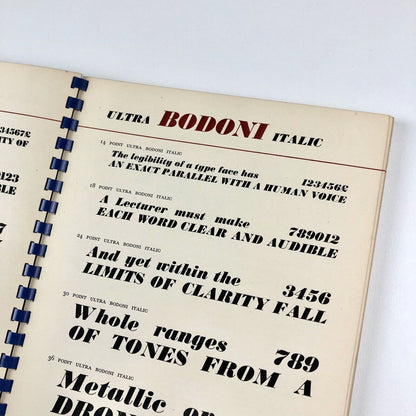 ULTRA BODONI ITALIC
14 POINT ULTRA BODONI ITALIC
The legibility of a type face has 123456£
AN EXACT PARALLEL WITH A HUMAN VOICE
18 POINT ULTRA BODONI ITALIC
A Lecturer must make 789012
EACH WORD CLEAR AND AUDIBLE
24 POINT ULTRA BODONI ITALIC
And yet within the 3456
LIMITS OF CLARITY FALL
30 POINT ULTRA BODONI ITALIC
Whole ranges 789
OF TONES FROM A
36 POINT ULTRA BODONI ITALIC
Metallic